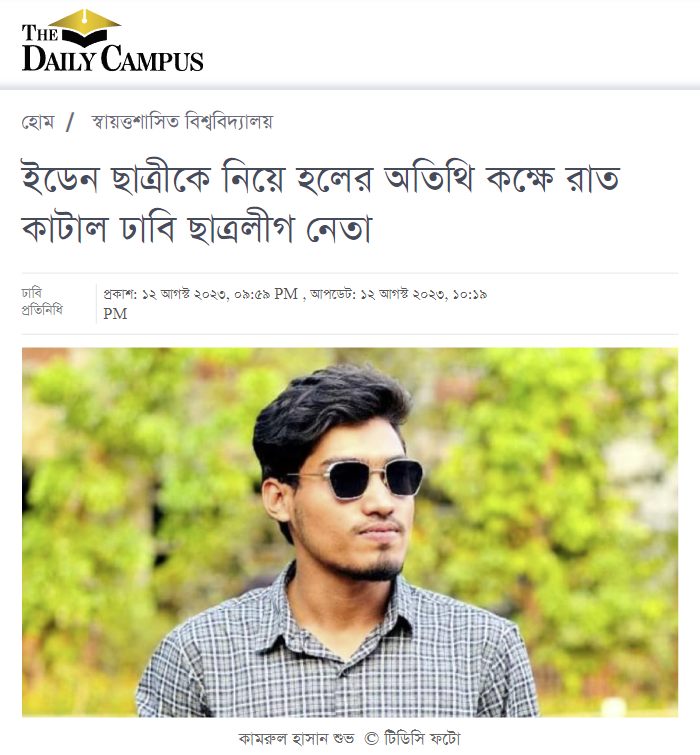 THE
DAILY CAMPUS
হোম / স্বায়ত্তশাসিত বিশ্ববিদ্যালয়
ইডেন ছাত্রীকে নিয়ে হলের অতিথি কক্ষে রাত
কাটাল ঢাবি ছাত্রলীগ নেতা
ঢাবি
প্রতিনিধি
প্রকাশ: ১২ আগস্ট ২০২৩, ০৯:৫৯ PM , আপডেট: ১২ আগস্ট ২০২৩, ১০:১৯
PM
কামরুল হাসান শুভ © টিডিসি ফটো